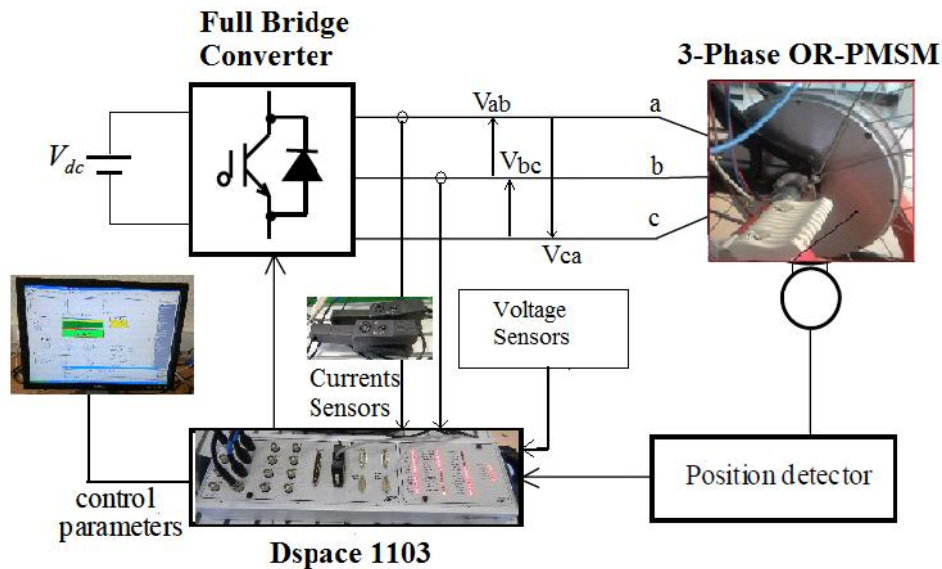 Full Bridge
Converter
3-Phase OR-PMSM
Vab
a
Vdc
Vbc
b
c
Vca
Voltage
Sensors
Currents
Sensors
Position detector
control
parameters
Dspace 1103